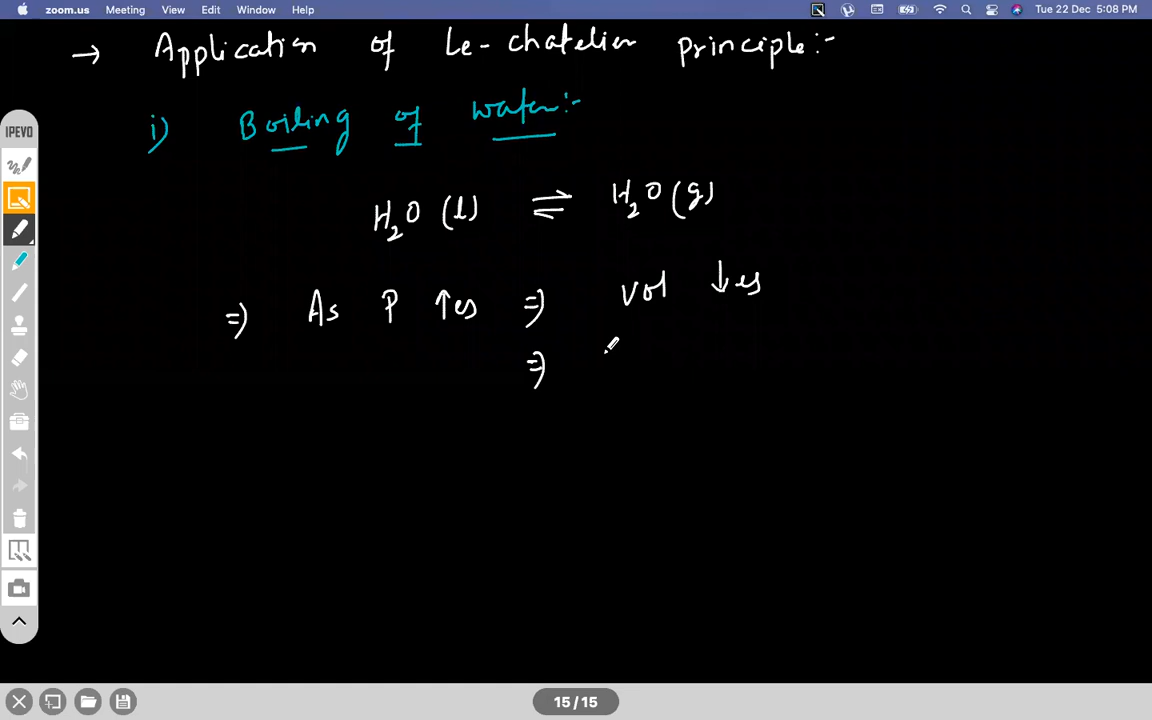 zoom.us Meeting View Edit Window Help Tue 22 Dec 5:08 PM
→ Application of Le-chatelier principle:-
IPEVO
i) Boiling of water:-
H₂O (l) ⇌ H₂O (g)
⇒ As P ↑es ⇒ Vol ↓es
⇒
15/15